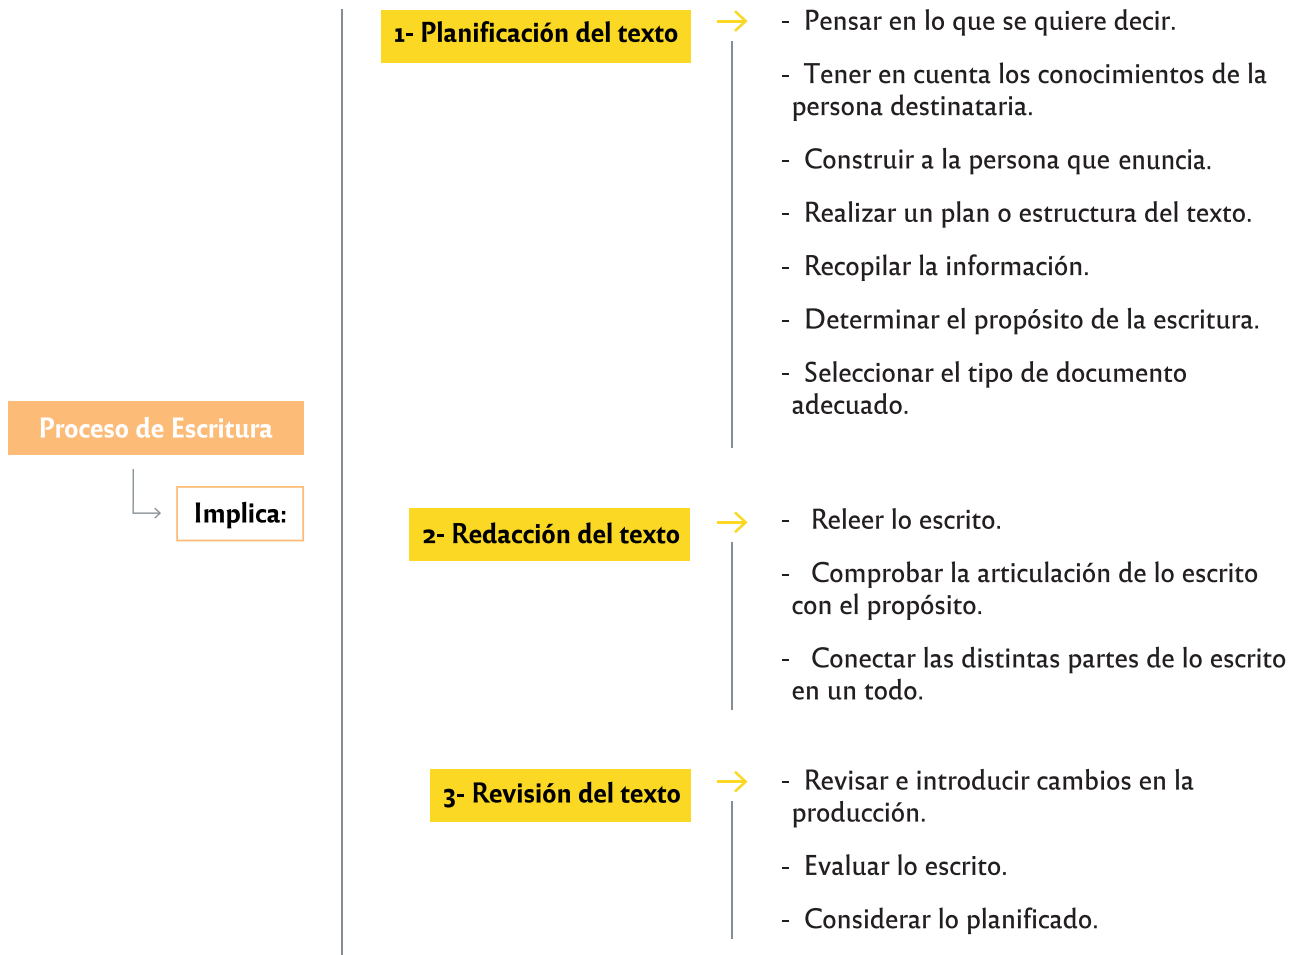 Proceso de Escritura
Implica:
1- Planificación del texto
- Pensar en lo que se quiere decir.
- Tener en cuenta los conocimientos de la
persona destinataria.
- Construir a la persona que enuncia.
- Realizar un plan o estructura del texto.
- Recopilar la información.
- Determinar el propósito de la escritura.
- Seleccionar el tipo de documento
adecuado.
2- Redacción del texto
- Releer lo escrito.
- Comprobar la articulación de lo escrito
con el propósito.
- Conectar las distintas partes de lo escrito
en un todo.
3- Revisión del texto
- Revisar e introducir cambios en la
producción.
- Evaluar lo escrito.
- Considerar lo planificado.